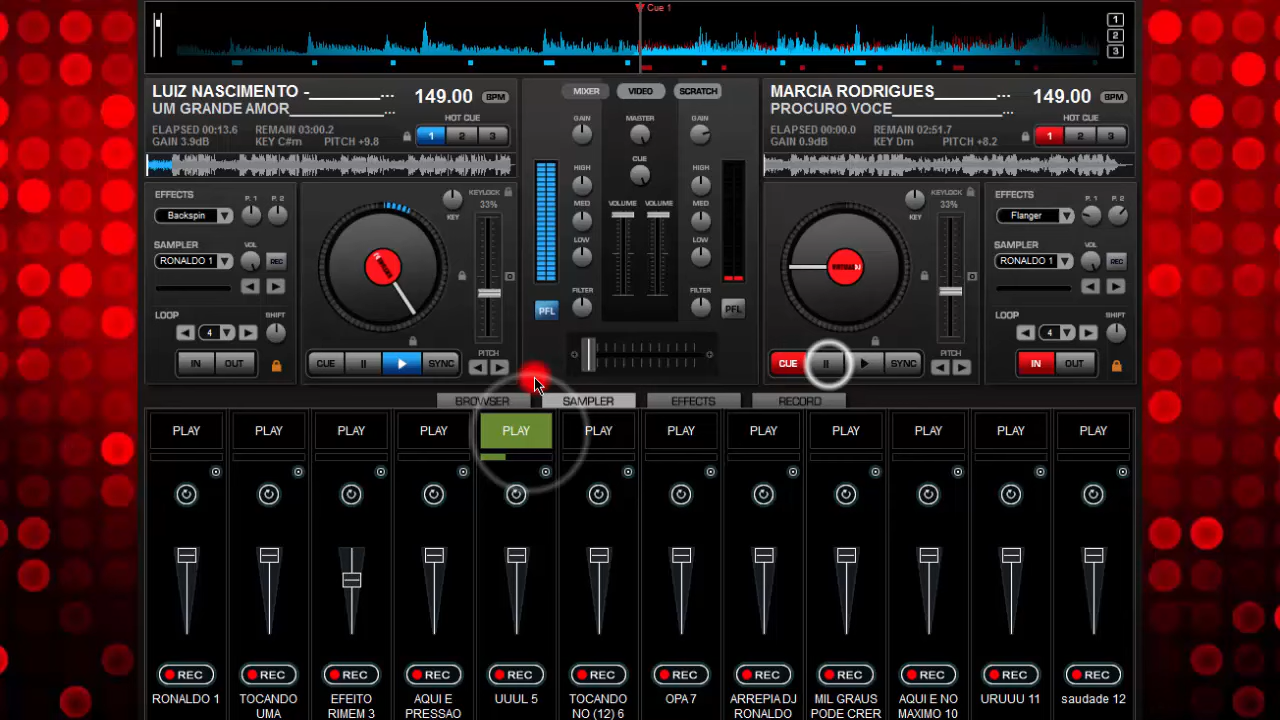 Cue 1
1
2
3
LUIZ NASCIMENTO -________...
149.00 BPM
UM GRANDE AMOR___________...
HOT CUE
ELAPSED 00:13.6 REMAIN 03:00.2
GAIN 3.9dB KEY C#m PITCH +9.8
1 2 3
MIXER VIDEO SCRATCH
GAIN MASTER GAIN
CUE
HIGH HIGH
MED VOLUME VOLUME MED
LOW LOW
FILTER FILTER
PFL PFL
MARCIA RODRIGUES________...
149.00 BPM
PROCURO VOCE___________...
HOT CUE
ELAPSED 00:00.0 REMAIN 02:51.7
GAIN 0.9dB KEY Dm PITCH +8.2
1 2 3
EFFECTS P. 1 P. 2
Backspin
SAMPLER VOL
RONALDO 1 REC
LOOP SHIFT
4
IN OUT
KEYLOCK
33%
KEY
CUE II SYNC
PITCH
KEYLOCK
33%
KEY
CUE II SYNC
PITCH
EFFECTS P. 1 P. 2
Flanger
SAMPLER VOL
RONALDO 1 REC
LOOP SHIFT
4
IN OUT
BROWSER SAMPLER EFFECTS RECORD
PLAY PLAY PLAY PLAY PLAY PLAY PLAY PLAY PLAY PLAY PLAY PLAY
REC REC REC REC REC REC REC REC REC REC REC REC
RONALDO 1 TOCANDO EFEITO AQUI E UUUL 5 TOCANDO OPA 7 ARREPIA DJ MIL GRAUS AQUI E NO URUUU 11 saudade 12
UMA RIMEM 3 PRESSAO NO (12) 6 RONALDO PODE CRER MAXIMO 10